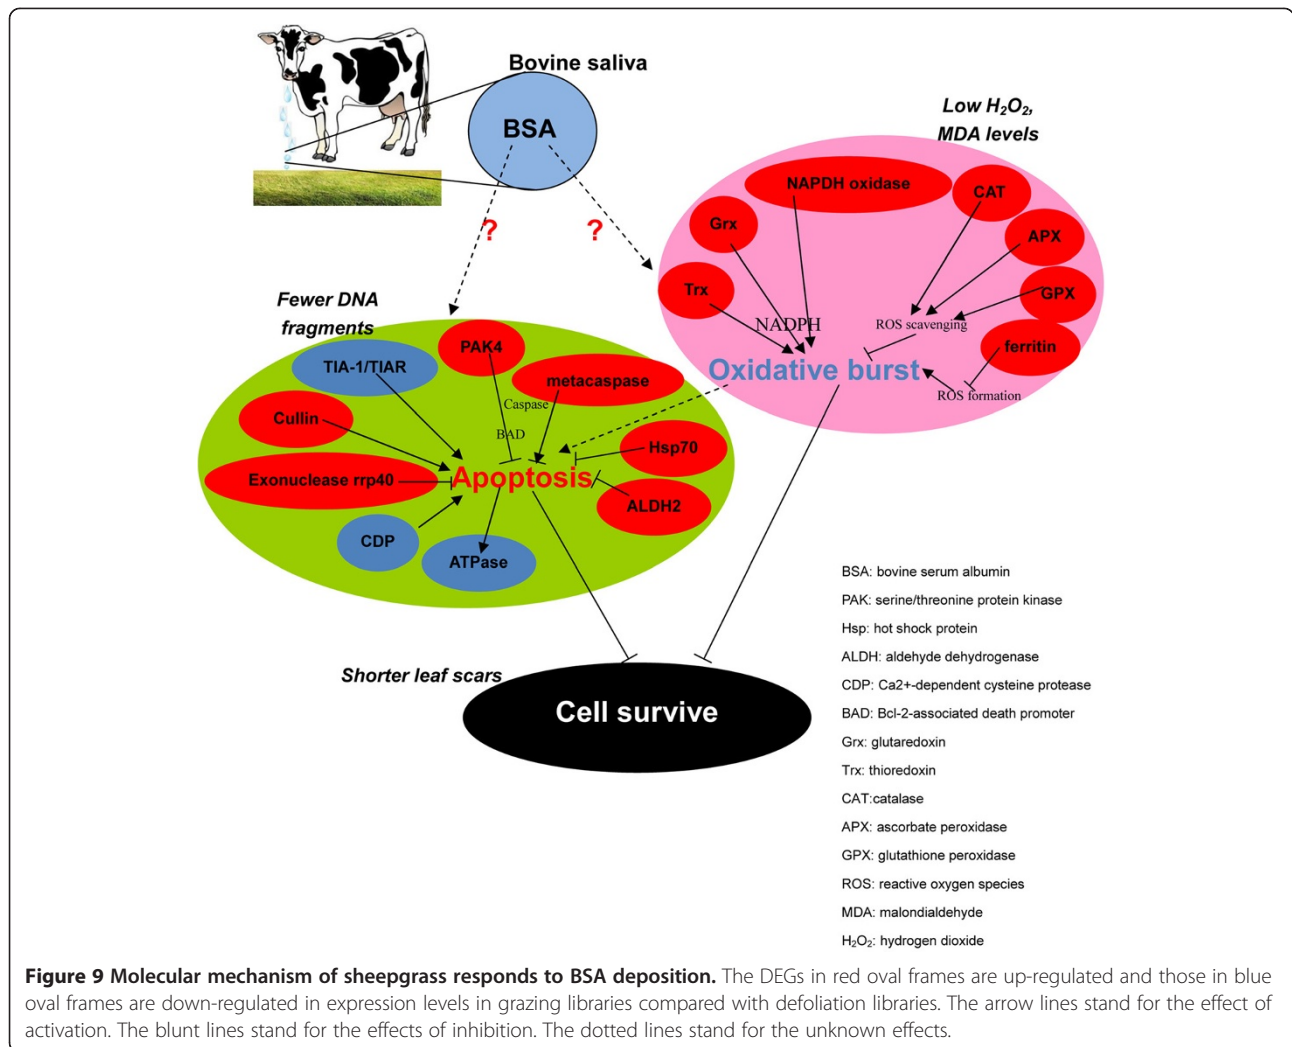 Bovine saliva
BSA
Low H₂O₂,
MDA levels
NAPDH oxidase
CAT
Grx
APX
? ?
Trx
GPX
NADPH
ROS scavenging
ferritin
Oxidative burst
ROS formation
Fewer DNA
fragments
PAK4
TIA-1/TIAR
metacaspase
Caspase
Cullin
BAD
Hsp70
Exonuclease rrp40
Apoptosis
ALDH2
CDP
ATPase
Shorter leaf scars
Cell survive
BSA: bovine serum albumin
PAK: serine/threonine protein kinase
Hsp: hot shock protein
ALDH: aldehyde dehydrogenase
CDP: Ca2+-dependent cysteine protease
BAD: Bcl-2-associated death promoter
Grx: glutaredoxin
Trx: thioredoxin
CAT:catalase
APX: ascorbate peroxidase
GPX: glutathione peroxidase
ROS: reactive oxygen species
MDA: malondialdehyde
H₂O₂: hydrogen dioxide
Figure 9 Molecular mechanism of sheepgrass responds to BSA deposition. The DEGs in red oval frames are up-regulated and those in blue
oval frames are down-regulated in expression levels in grazing libraries compared with defoliation libraries. The arrow lines stand for the effect of
activation. The blunt lines stand for the effects of inhibition. The dotted lines stand for the unknown effects.